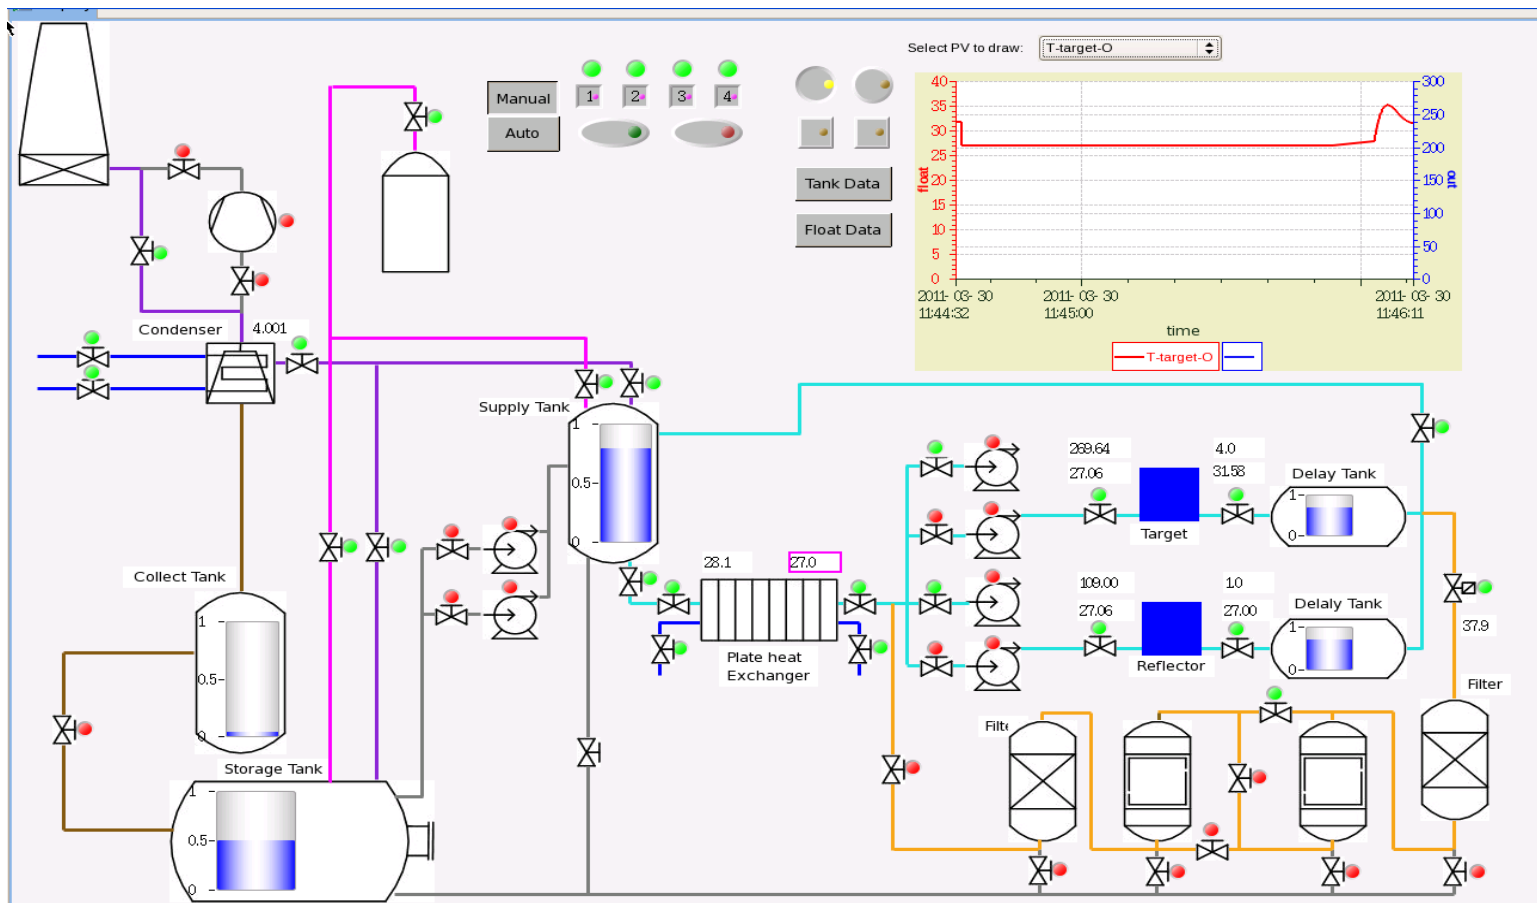 Select PV to draw: T-target-O
Manual
Auto
1 2 3 4
Tank Data
Float Data
40 300
35 250
30 200
25 150
20 100
15 50
10 0
5
0
float
out
2011-03-30 2011-03-30 2011-03-30
11:44:32 11:45:00 11:46:11
time
T-target-O
Condenser 4.001
Supply Tank
1
0.5
0
269.64 4.0
27.06 31.58
Delay Tank
1
0
Target
28.1 27.0
109.00 1.0
27.06 27.00
Delaly Tank
1
0
Reflector
37.9
Plate heat
Exchanger
Collect Tank
1
0.5
0
Storage Tank
1
0.5
0
Filte
Filter